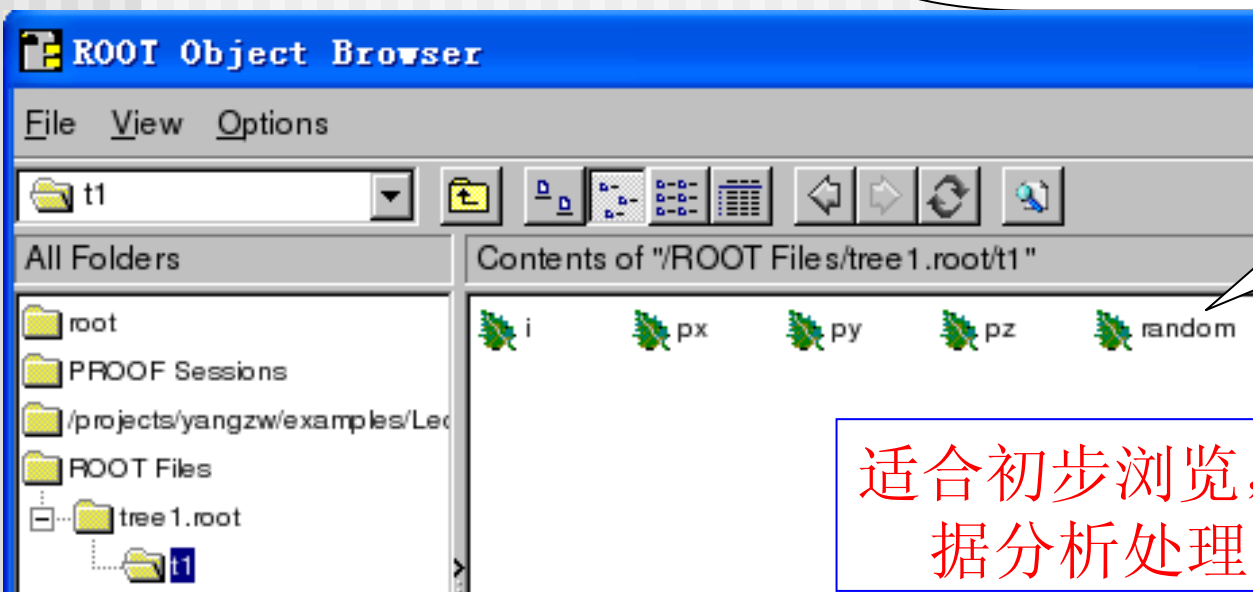 ROOT Object Browser
File View Options
t1
All Folders
Contents of "/ROOT Files/tree1.root/t1"
root
PROOF Sessions
/projects/yangzw/examples/Lec
ROOT Files
tree1.root
t1
i px py pz random
适合初步浏览，
据分析处理